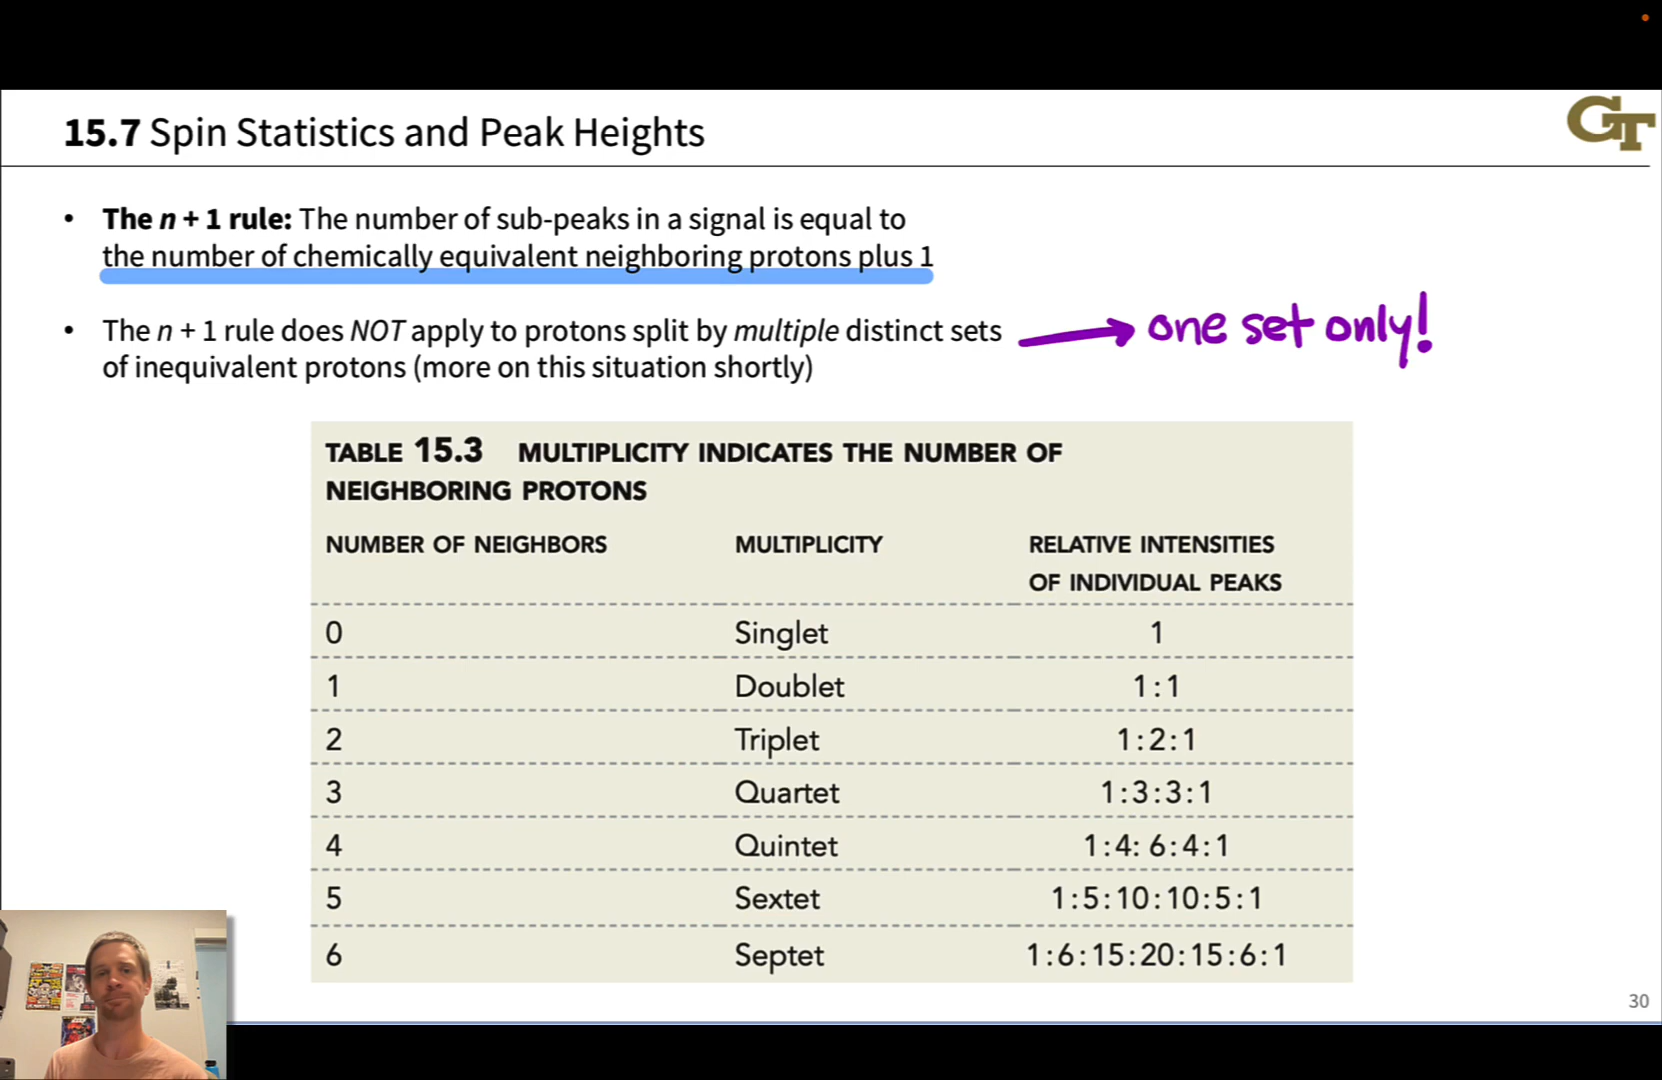 15.7 Spin Statistics and Peak Heights
GT
• The n + 1 rule: The number of sub-peaks in a signal is equal to
the number of chemically equivalent neighboring protons plus 1
• The n + 1 rule does NOT apply to protons split by multiple distinct sets
of inequivalent protons (more on this situation shortly)
one set only!
TABLE 15.3 MULTIPLICITY INDICATES THE NUMBER OF
NEIGHBORING PROTONS
NUMBER OF NEIGHBORS MULTIPLICITY RELATIVE INTENSITIES
OF INDIVIDUAL PEAKS
0 Singlet 1
1 Doublet 1:1
2 Triplet 1:2:1
3 Quartet 1:3:3:1
4 Quintet 1:4: 6:4:1
5 Sextet 1:5:10:10:5:1
6 Septet 1:6:15:20:15:6:1
30